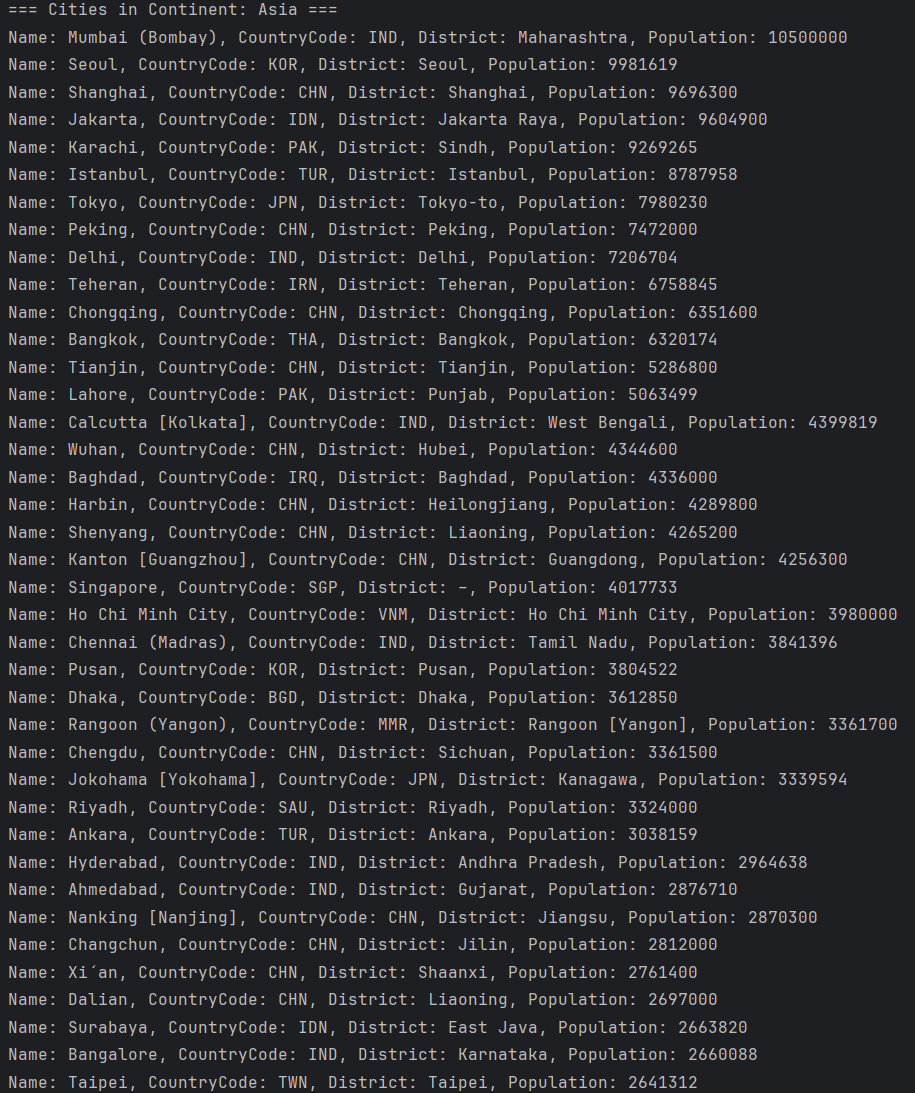 === Cities in Continent: Asia ===
Name: Mumbai (Bombay), CountryCode: IND, District: Maharashtra, Population: 10500000
Name: Seoul, CountryCode: KOR, District: Seoul, Population: 9981619
Name: Shanghai, CountryCode: CHN, District: Shanghai, Population: 9696300
Name: Jakarta, CountryCode: IDN, District: Jakarta Raya, Population: 9604900
Name: Karachi, CountryCode: PAK, District: Sindh, Population: 9269265
Name: Istanbul, CountryCode: TUR, District: Istanbul, Population: 8787958
Name: Tokyo, CountryCode: JPN, District: Tokyo-to, Population: 7980230
Name: Peking, CountryCode: CHN, District: Peking, Population: 7472000
Name: Delhi, CountryCode: IND, District: Delhi, Population: 7206704
Name: Teheran, CountryCode: IRN, District: Teheran, Population: 6758845
Name: Chongqing, CountryCode: CHN, District: Chongqing, Population: 6351600
Name: Bangkok, CountryCode: THA, District: Bangkok, Population: 6320174
Name: Tianjin, CountryCode: CHN, District: Tianjin, Population: 5286800
Name: Lahore, CountryCode: PAK, District: Punjab, Population: 5063499
Name: Calcutta [Kolkata], CountryCode: IND, District: West Bengali, Population: 4399819
Name: Wuhan, CountryCode: CHN, District: Hubei, Population: 4344600
Name: Baghdad, CountryCode: IRQ, District: Baghdad, Population: 4336000
Name: Harbin, CountryCode: CHN, District: Heilongjiang, Population: 4289800
Name: Shenyang, CountryCode: CHN, District: Liaoning, Population: 4265200
Name: Kanton [Guangzhou], CountryCode: CHN, District: Guangdong, Population: 4256300
Name: Singapore, CountryCode: SGP, District: –, Population: 4017733
Name: Ho Chi Minh City, CountryCode: VNM, District: Ho Chi Minh City, Population: 3980000
Name: Chennai (Madras), CountryCode: IND, District: Tamil Nadu, Population: 3841396
Name: Pusan, CountryCode: KOR, District: Pusan, Population: 3804522
Name: Dhaka, CountryCode: BGD, District: Dhaka, Population: 3612850
Name: Rangoon (Yangon), CountryCode: MMR, District: Rangoon [Yangon], Population: 3361700
Name: Chengdu, CountryCode: CHN, District: Sichuan, Population: 3361500
Name: Jokohama [Yokohama], CountryCode: JPN, District: Kanagawa, Population: 3339594
Name: Riyadh, CountryCode: SAU, District: Riyadh, Population: 3324000
Name: Ankara, CountryCode: TUR, District: Ankara, Population: 3038159
Name: Hyderabad, CountryCode: IND, District: Andhra Pradesh, Population: 2964638
Name: Ahmedabad, CountryCode: IND, District: Gujarat, Population: 2876710
Name: Nanking [Nanjing], CountryCode: CHN, District: Jiangsu, Population: 2870300
Name: Changchun, CountryCode: CHN, District: Jilin, Population: 2812000
Name: Xi´an, CountryCode: CHN, District: Shaanxi, Population: 2761400
Name: Dalian, CountryCode: CHN, District: Liaoning, Population: 2697000
Name: Surabaya, CountryCode: IDN, District: East Java, Population: 2663820
Name: Bangalore, CountryCode: IND, District: Karnataka, Population: 2660088
Name: Taipei, CountryCode: TWN, District: Taipei, Population: 2641312